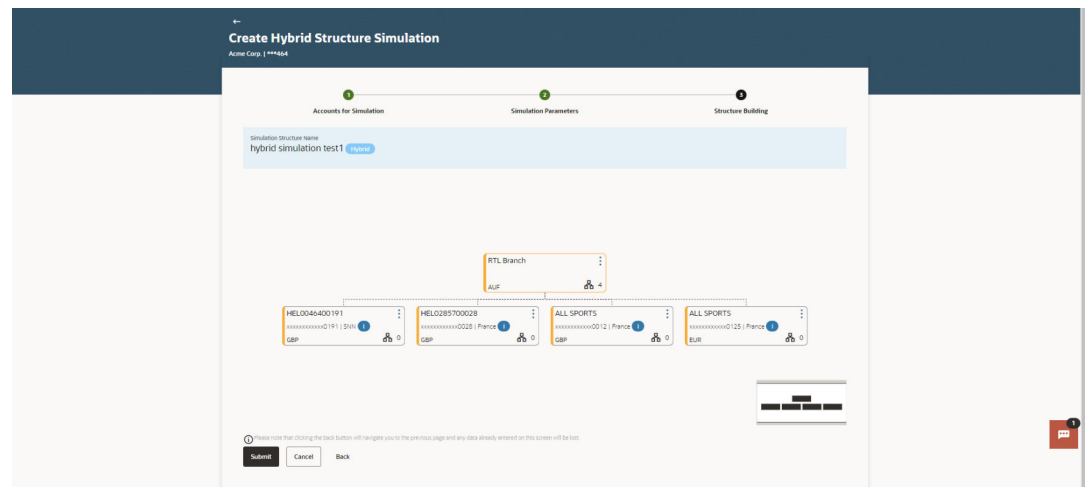 ←
Create Hybrid Structure Simulation
Acme Corp. | ***464
1 2 3
Accounts for Simulation Simulation Parameters Structure Building
Simulation Structure Name
hybrid simulation test1 Hybrid
RTL Branch
AUF 4
HEL0046400191 HEL0285700028 ALL SPORTS ALL SPORTS
xxxxxxxxxxxx0191 | SNN i xxxxxxxxxxxx0028 | France i xxxxxxxxxxxx0012 | France i xxxxxxxxxxxx0125 | France i
GBP 0 GBP 0 GBP 0 EUR 0
Please note that clicking the back button will navigate you to the previous page and any data already entered on this screen will be lost.
Submit Cancel Back
1